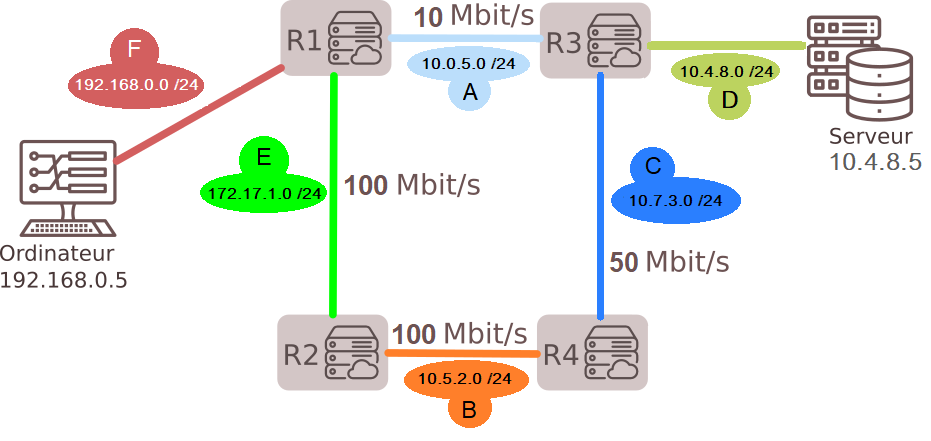 F
192.168.0.0 /24
R1
10 Mbit/s
10.0.5.0 /24
A
R3
10.4.8.0 /24
D
Serveur
10.4.8.5
E
172.17.1.0 /24
100 Mbit/s
C
10.7.3.0 /24
50 Mbit/s
Ordinateur
192.168.0.5
R2
100 Mbit/s
10.5.2.0 /24
B
R4